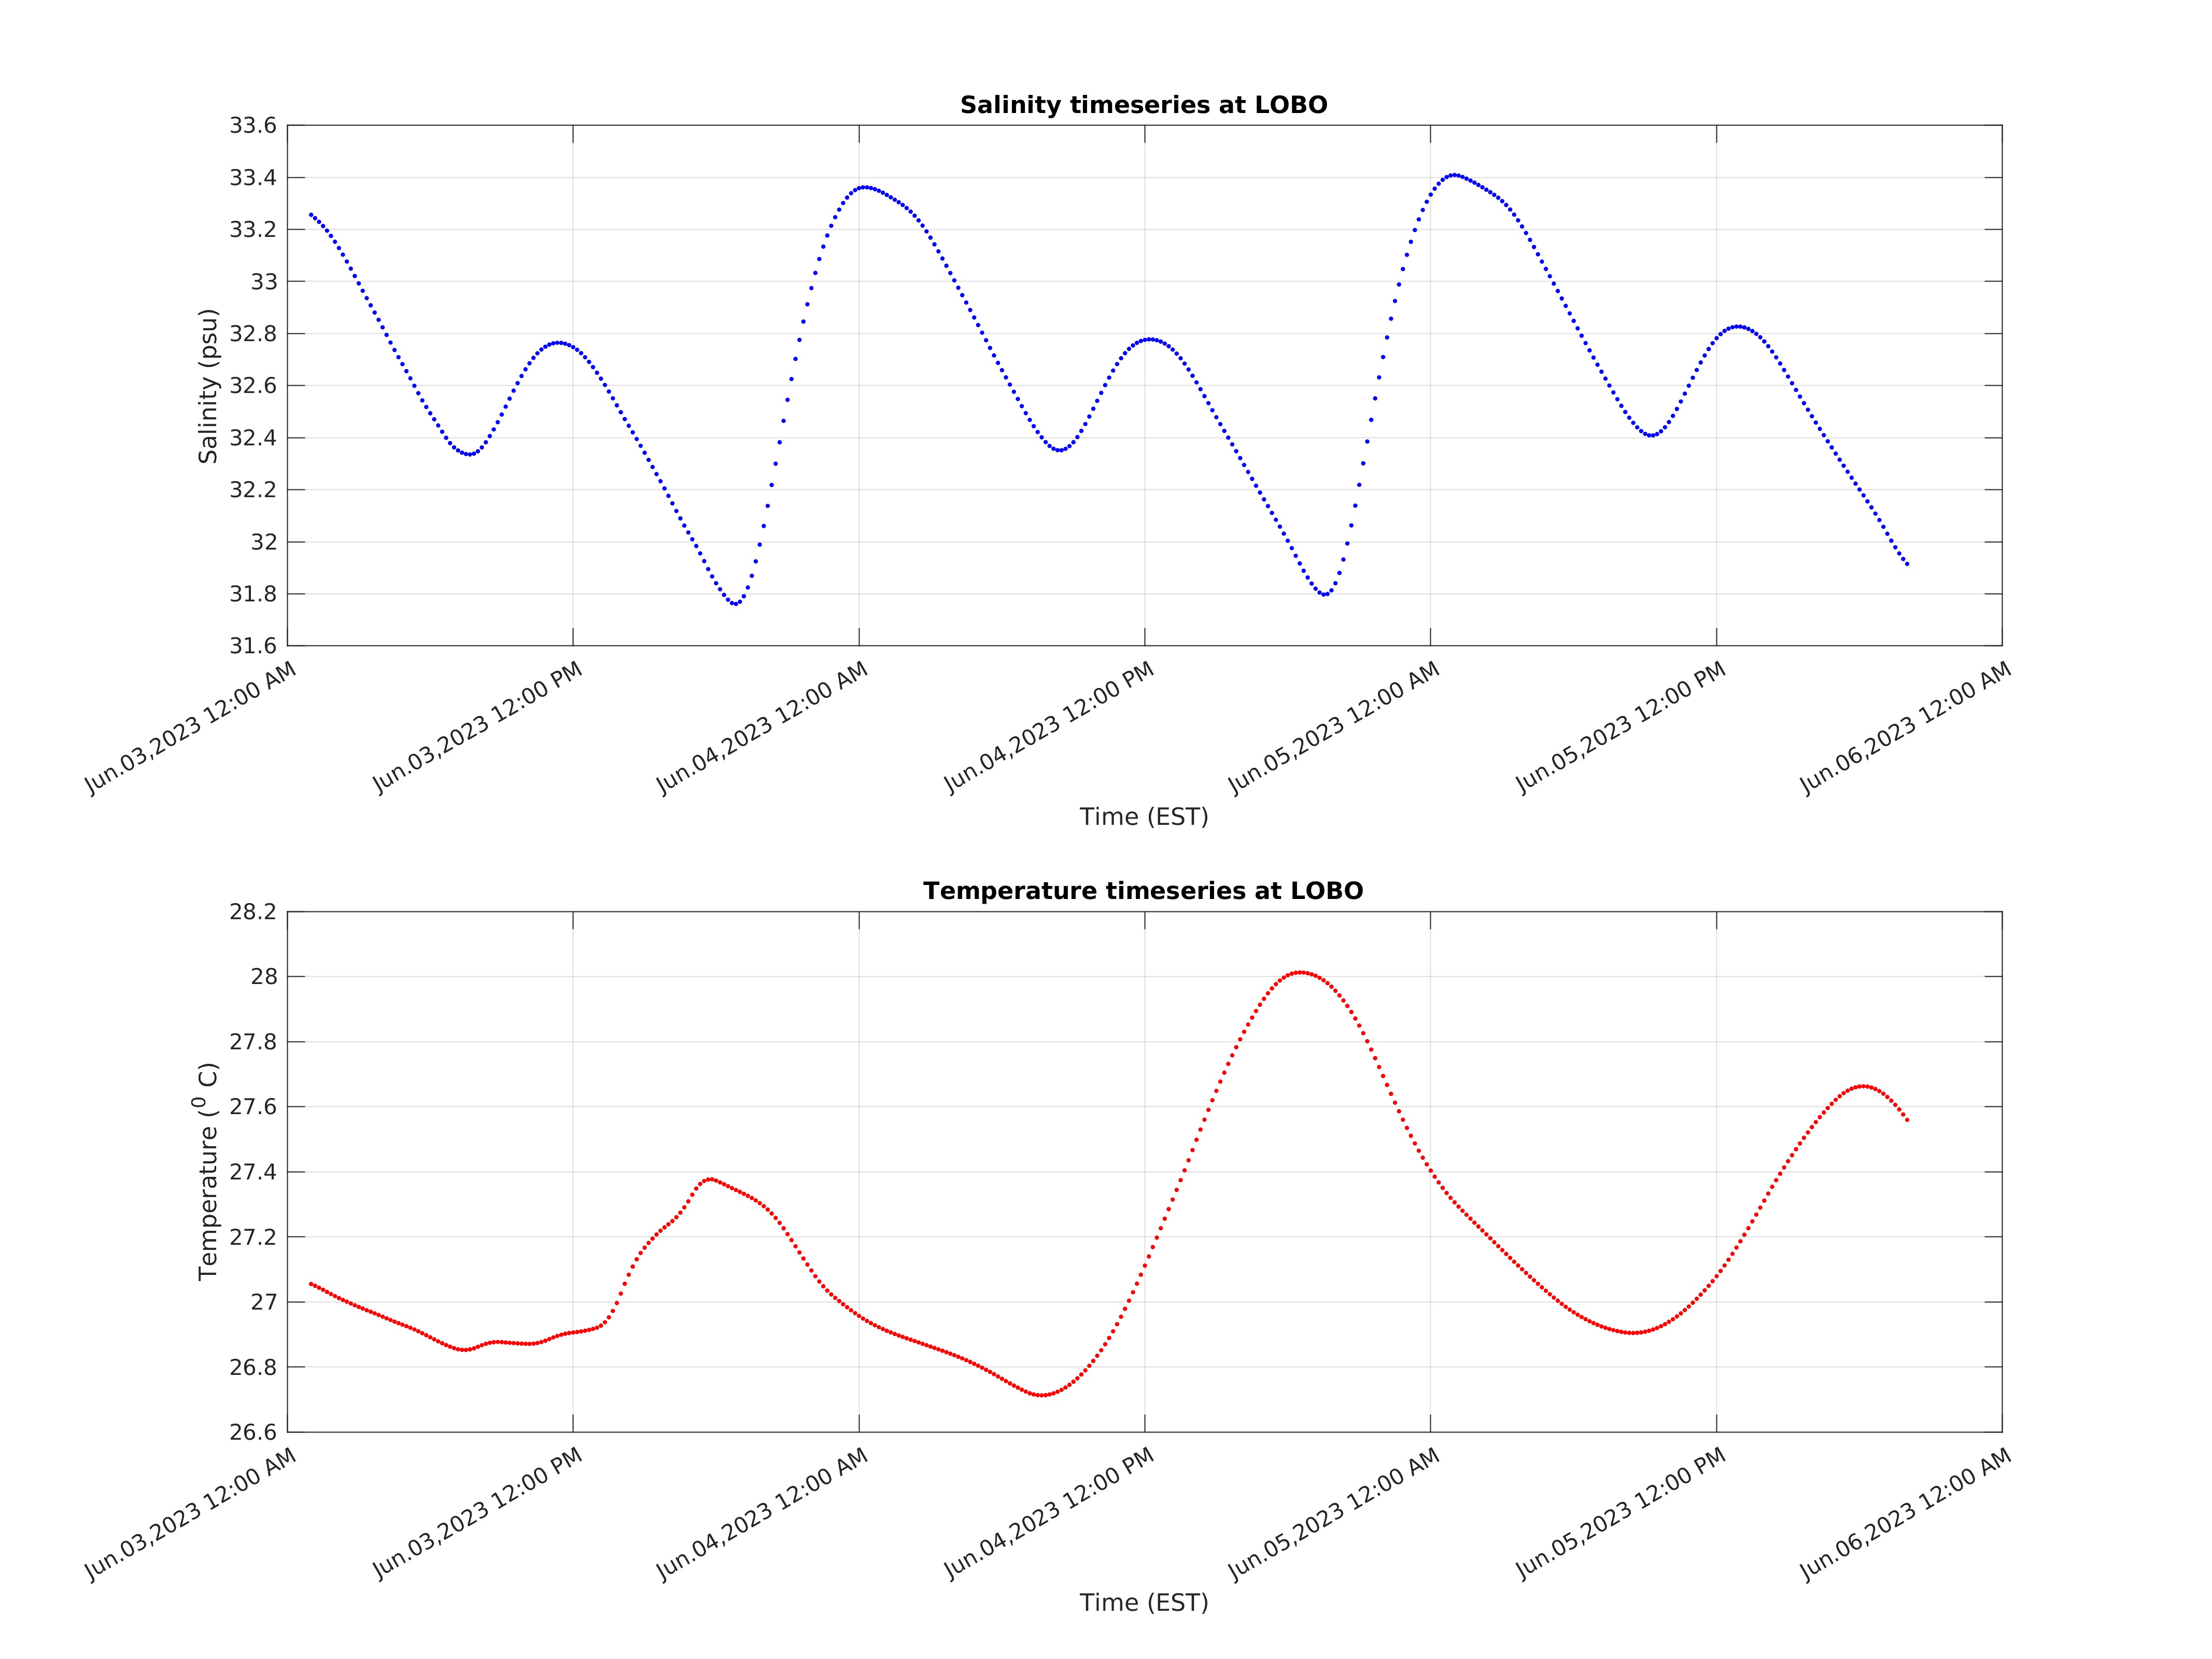 Salinity timeseries at LOBO
33.6
33.4
33.2
33
32.8
32.6
32.4
32.2
32
31.8
31.6
Salinity (psu)
Jun.03,2023 12:00 AM
Jun.03,2023 12:00 PM
Jun.04,2023 12:00 AM
Jun.04,2023 12:00 PM
Jun.05,2023 12:00 AM
Jun.05,2023 12:00 PM
Jun.06,2023 12:00 AM
Time (EST)
Temperature timeseries at LOBO
28.2
28
27.8
27.6
27.4
27.2
27
26.8
26.6
Temperature (⁰ C)
Jun.03,2023 12:00 AM
Jun.03,2023 12:00 PM
Jun.04,2023 12:00 AM
Jun.04,2023 12:00 PM
Jun.05,2023 12:00 AM
Jun.05,2023 12:00 PM
Jun.06,2023 12:00 AM
Time (EST)